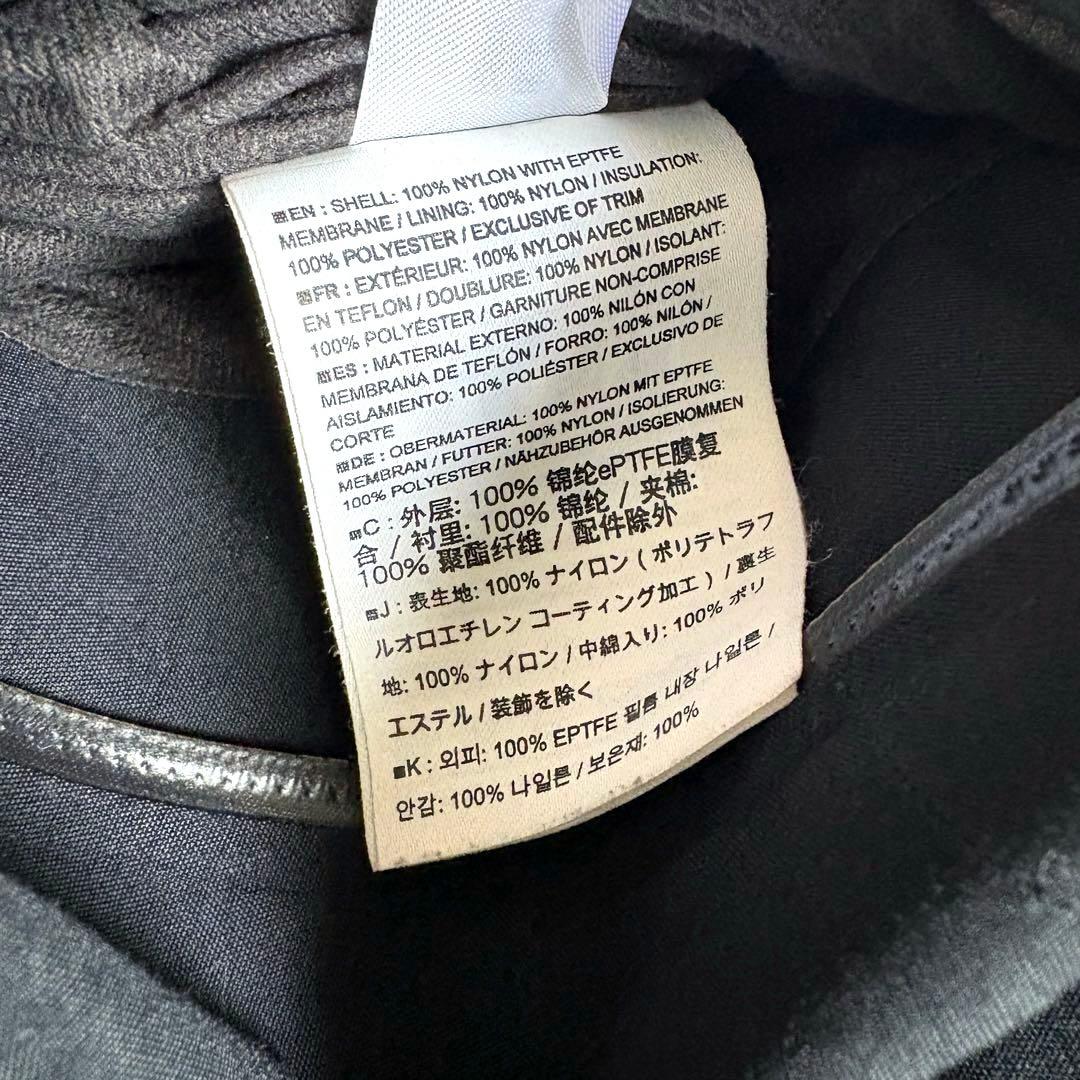 EN : SHELL: 100% NYLON WITH EPTFE
MEMBRANE / LINING: 100% NYLON / INSULATION:
100% POLYESTER / EXCLUSIVE OF TRIM
FR : EXTÉRIEUR: 100% NYLON AVEC MEMBRANE
EN TEFLON / DOUBLURE: 100% NYLON / ISOLANT:
100% POLYÉSTER / GARNITURE NON-COMPRISE
ES : MATERIAL EXTERNO: 100% NILÓN CON
MEMBRANA DE TEFLÓN / FORRO: 100% NILÓN /
AISLAMIENTO: 100% POLIÉSTER / EXCLUSIVO DE
CORTE
DE : OBERMATERIAL: 100% NYLON MIT EPTFE
MEMBRAN / FUTTER: 100% NYLON / ISOLIERUNG:
100% POLYESTER / NÄHZUBEHÖR AUSGENOMMEN
C : 外层: 100% 锦纶ePTFE膜复
合 / 衬里: 100% 锦纶 / 夹棉:
100% 聚酯纤维 / 配件除外
J : 表生地: 100% ナイロン ( ポリテトラフ
ルオロエチレン コーティング加工 ) / 裏生
地: 100% ナイロン / 中綿入り: 100% ポリ
エステル / 装飾を除く
K : 외피: 100% EPTFE 필름 내장 나일론 /
안감: 100% 나일론 / 보온재: 100%